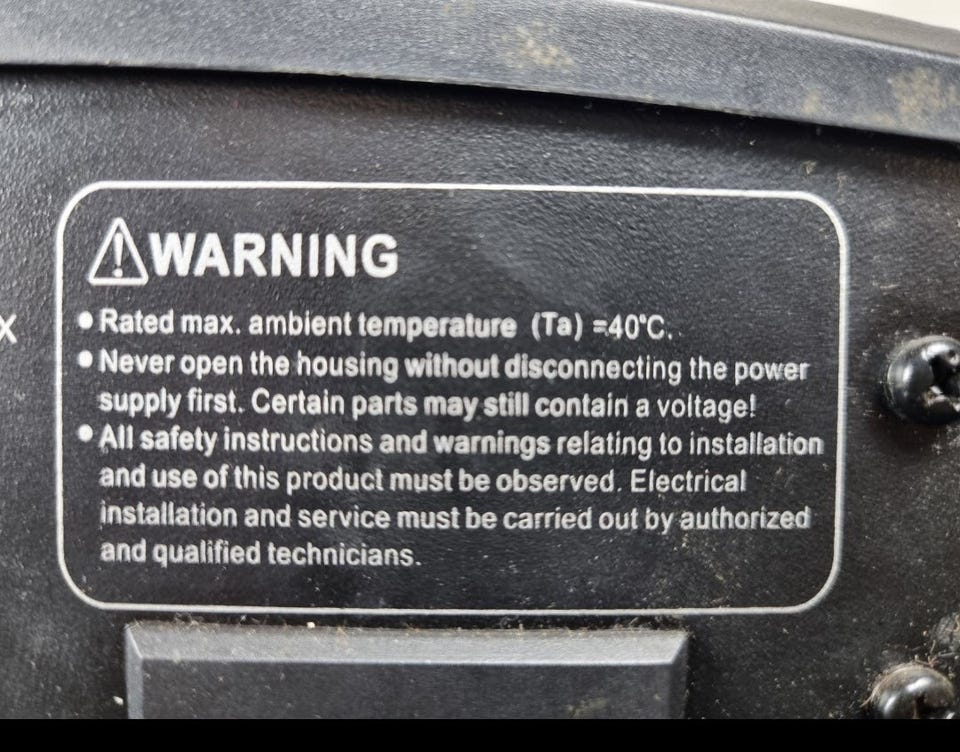 WARNING
x
• Rated max. ambient temperature (Ta) =40°C.
• Never open the housing without disconnecting the power
supply first. Certain parts may still contain a voltage!
• All safety instructions and warnings relating to installation
and use of this product must be observed. Electrical
installation and service must be carried out by authorized
and qualified technicians.